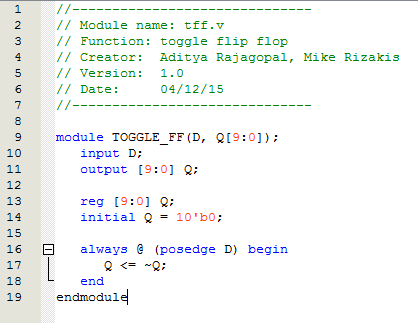 1 //------------------------------
2 // Module name: tff.v
3 // Function: toggle flip flop
4 // Creator:  Aditya Rajagopal, Mike Rizakis
5 // Version:  1.0
6 // Date:     04/12/15
7 //------------------------------
8
9 module TOGGLE_FF(D, Q[9:0]);
10    input D;
11    output [9:0] Q;
12
13    reg [9:0] Q;
14    initial Q = 10'b0;
15
16    always @ (posedge D) begin
17       Q <= ~Q;
18    end
19 endmodule